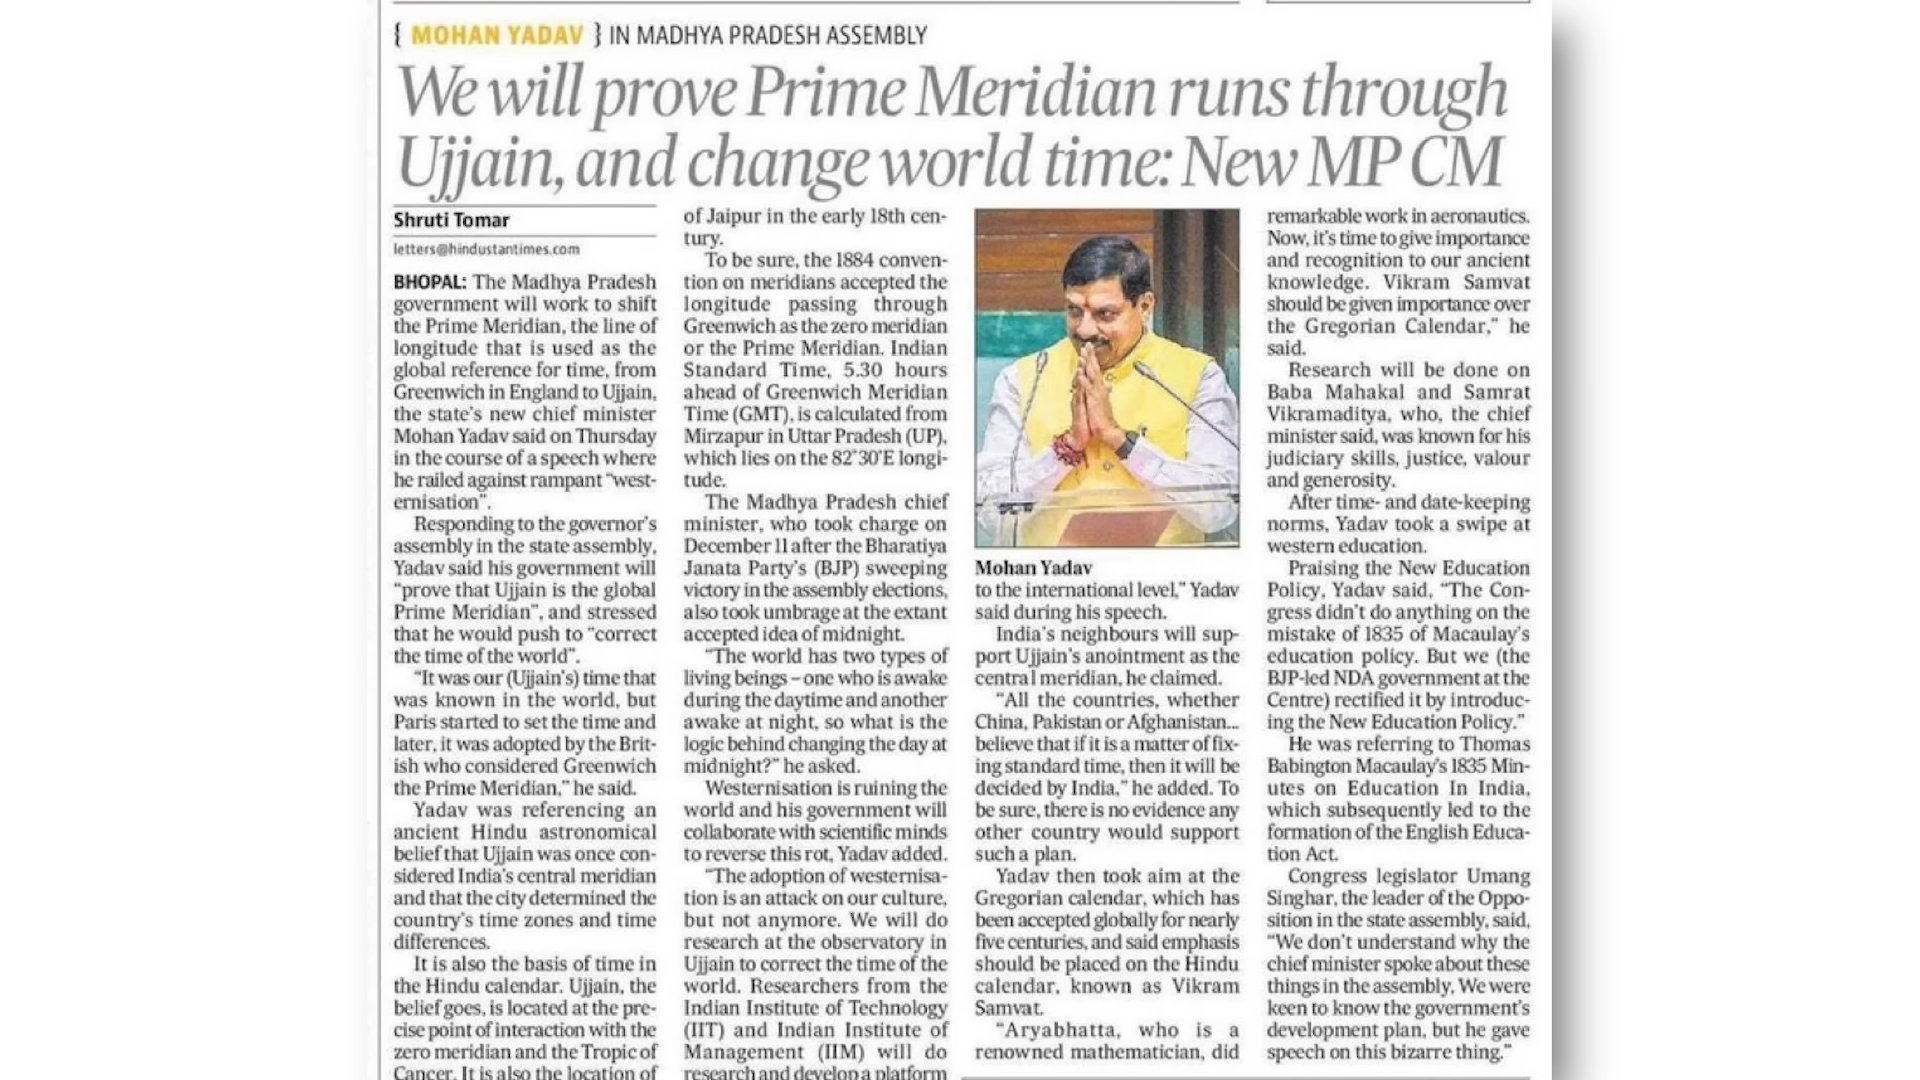 { MOHAN YADAV } IN MADHYA PRADESH ASSEMBLY
We will prove Prime Meridian runs through
Ujjain, and change world time: New MP CM
Shruti Tomar
letters@hindustantimes.com
BHOPAL: The Madhya Pradesh
government will work to shift
the Prime Meridian, the line of
longitude that is used as the
global reference for time, from
Greenwich in England to Ujjain,
the state's new chief minister
Mohan Yadav said on Thursday
in the course of a speech where
he railed against rampant "west-
ernisation".
Responding to the governor's
assembly in the state assembly,
Yadav said his government will
"prove that Ujjain is the global
Prime Meridian", and stressed
that he would push to "correct
the time of the world".
"It was our (Ujjain's) time that
was known in the world, but
Paris started to set the time and
later, it was adopted by the Brit-
ish who considered Greenwich
the Prime Meridian," he said.
Yadav was referencing an
ancient Hindu astronomical
belief that Ujjain was once con-
sidered India's central meridian
and that the city determined the
country's time zones and time
differences.
It is also the basis of time in
the Hindu calendar. Ujjain, the
belief goes, is located at the pre-
cise point of interaction with the
zero meridian and the Tropic of
Cancer. It is also the location of
of Jaipur in the early 18th cen-
tury.
To be sure, the 1884 conven-
tion on meridians accepted the
longitude passing through
Greenwich as the zero meridian
or the Prime Meridian. Indian
Standard Time, 5.30 hours
ahead of Greenwich Meridian
Time (GMT), is calculated from
Mirzapur in Uttar Pradesh (UP),
which lies on the 82°30'E longi-
tude.
The Madhya Pradesh chief
minister, who took charge on
December 11 after the Bharatiya
Janata Party's (BJP) sweeping
victory in the assembly elections,
also took umbrage at the extant
accepted idea of midnight.
"The world has two types of
living beings – one who is awake
during the daytime and another
awake at night, so what is the
logic behind changing the day at
midnight?" he asked.
Westernisation is ruining the
world and his government will
collaborate with scientific minds
to reverse this rot, Yadav added.
"The adoption of westernisa-
tion is an attack on our culture,
but not anymore. We will do
research at the observatory in
Ujjain to correct the time of the
world. Researchers from the
Indian Institute of Technology
(IIT) and Indian Institute of
Management (IIM) will do
research and develop a platform
Mohan Yadav
to the international level," Yadav
said during his speech.
India's neighbours will sup-
port Ujjain's anointment as the
central meridian, he claimed.
"All the countries, whether
China, Pakistan or Afghanistan...
believe that if it is a matter of fix-
ing standard time, then it will be
decided by India," he added. To
be sure, there is no evidence any
other country would support
such a plan.
Yadav then took aim at the
Gregorian calendar, which has
been accepted globally for nearly
five centuries, and said emphasis
should be placed on the Hindu
calendar, known as Vikram
Samvat.
"Aryabhatta, who is a
renowned mathematician, did
remarkable work in aeronautics.
Now, it's time to give importance
and recognition to our ancient
knowledge. Vikram Samvat
should be given importance over
the Gregorian Calendar," he
said.
Research will be done on
Baba Mahakal and Samrat
Vikramaditya, who, the chief
minister said, was known for his
judiciary skills, justice, valour
and generosity.
After time- and date-keeping
norms, Yadav took a swipe at
western education.
Praising the New Education
Policy, Yadav said, "The Con-
gress didn't do anything on the
mistake of 1835 of Macaulay's
education policy. But we (the
BJP-led NDA government at the
Centre) rectified it by introduc-
ing the New Education Policy."
He was referring to Thomas
Babington Macaulay's 1835 Min-
utes on Education In India,
which subsequently led to the
formation of the English Educa-
tion Act.
Congress legislator Umang
Singhar, the leader of the Oppo-
sition in the state assembly, said,
"We don't understand why the
chief minister spoke about these
things in the assembly. We were
keen to know the government's
development plan, but he gave
speech on this bizarre thing."